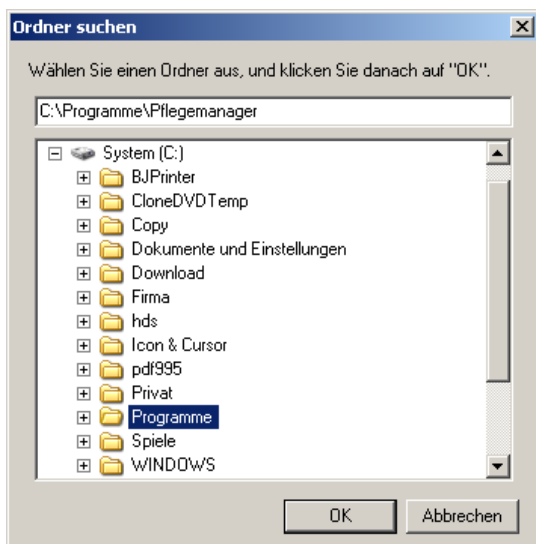 Ordner suchen
Wählen Sie einen Ordner aus, und klicken Sie danach auf "OK".
C:\Programme\Pflegemanager
System (C:)
BJPrinter
CloneDVDTemp
Copy
Dokumente und Einstellungen
Download
Firma
hds
Icon & Cursor
pdf995
Privat
Programme
Spiele
WINDOWS
OK Abbrechen